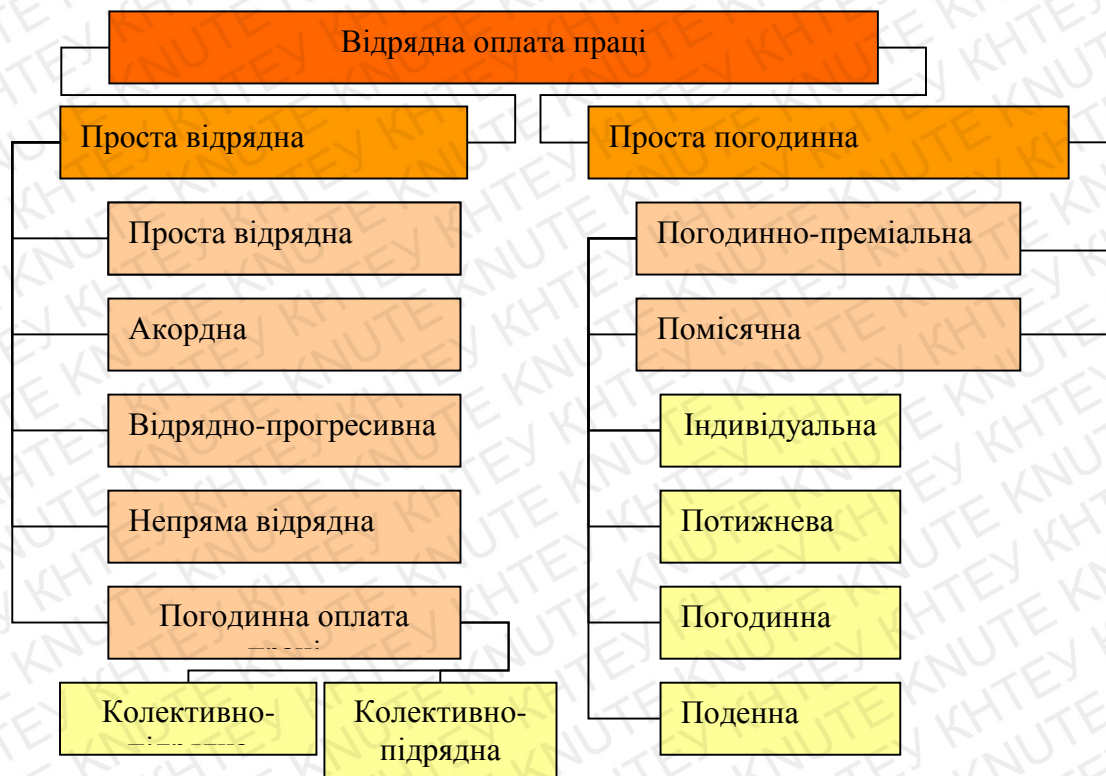 Відрядна оплата праці
Проста відрядна
Проста погодинна
Проста відрядна
Погодинно-преміальна
Акордна
Помісячна
Відрядно-прогресивна
Індивідуальна
Непряма відрядна
Потижнева
Погодинна оплата
Погодинна
Колективно-
Колективно-
підрядна
Поденна